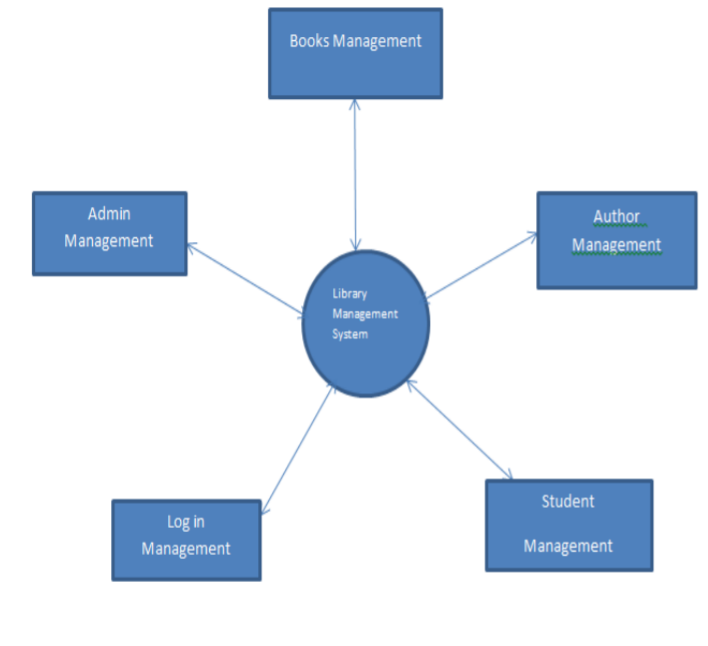 Books Management
Admin
Management
Author
Management
Library
Management
System
Log in
Management
Student
Management